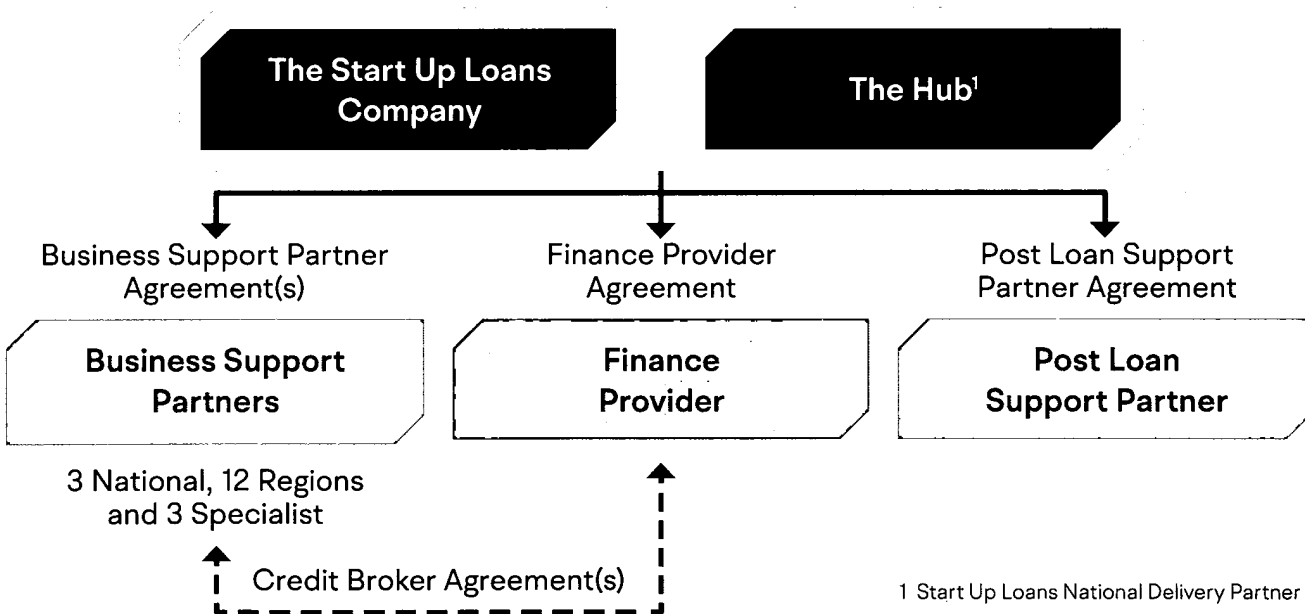 The Start Up Loans
Company
The Hub¹
Business Support Partner
Agreement(s)
Finance Provider
Agreement
Post Loan Support
Partner Agreement
Business Support
Partners
Finance
Provider
Post Loan
Support Partner
3 National, 12 Regions
and 3 Specialist
Credit Broker Agreement(s)
1 Start Up Loans National Delivery Partner